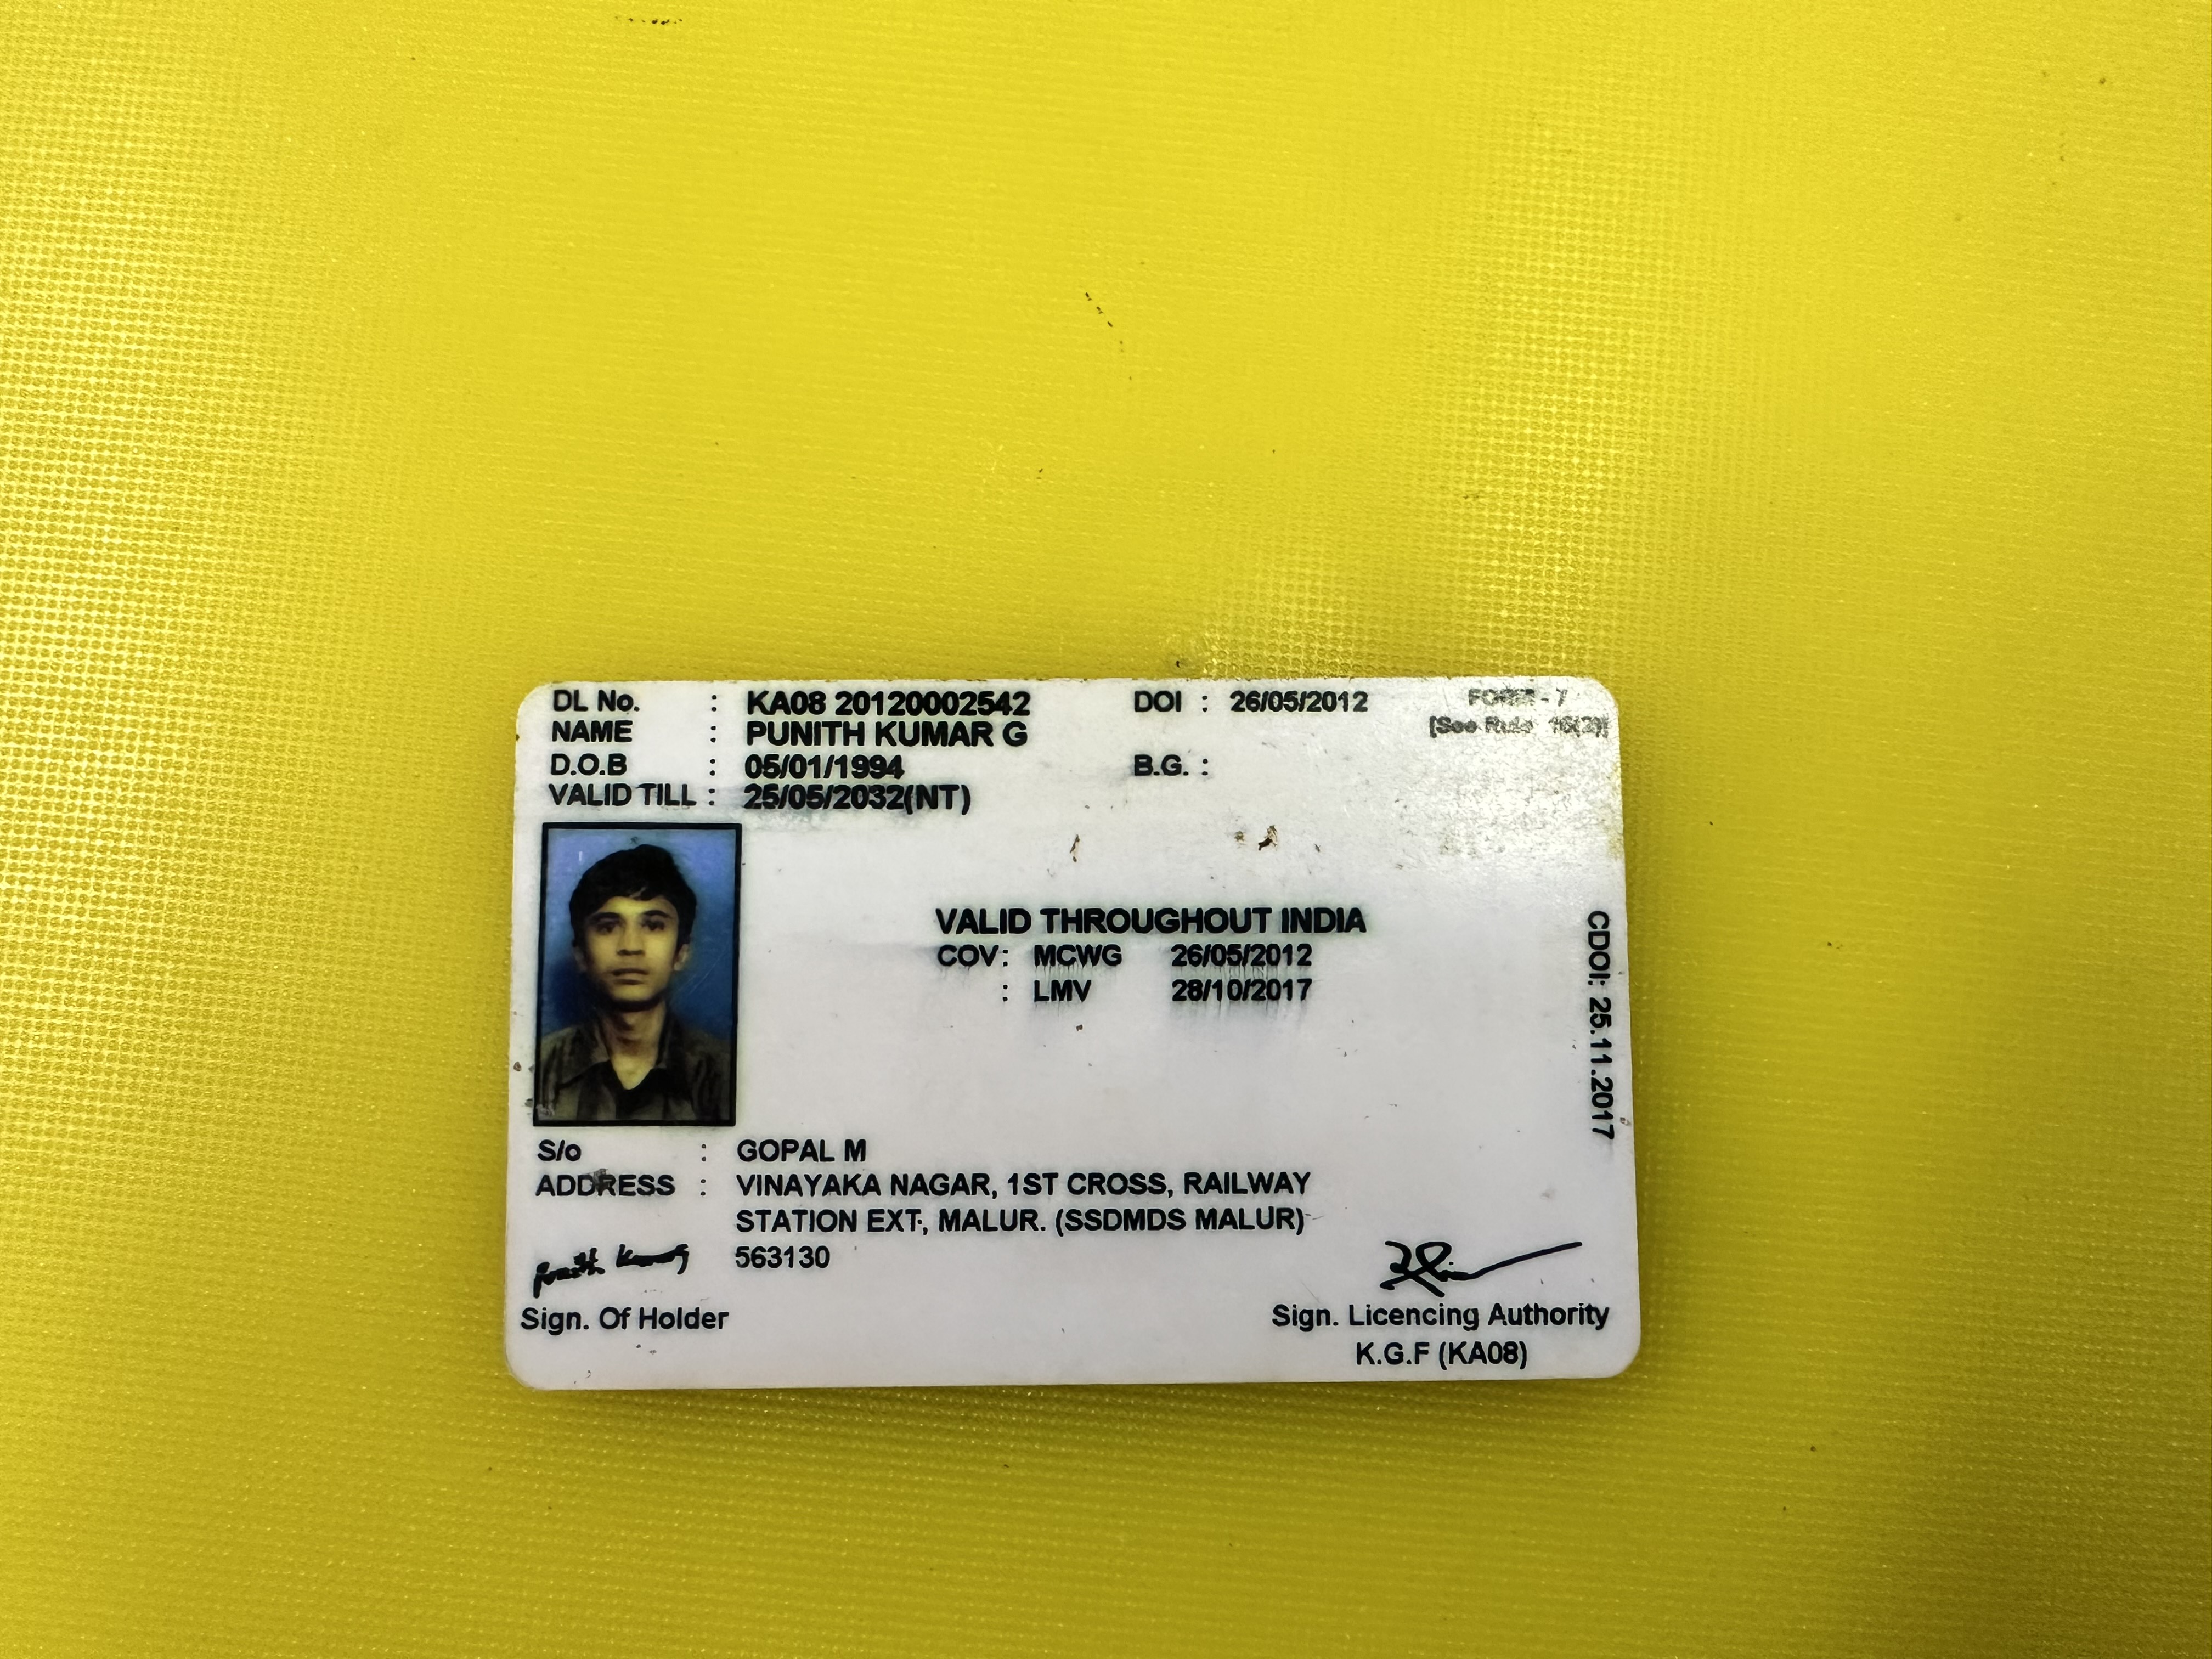 FORM - 7
DL No. : KA08 20120002542 DOI : 26/05/2012 [See Rule 16(2)]
NAME : PUNITH KUMAR G
D.O.B : 05/01/1994 B.G. :
VALID TILL : 25/05/2032(NT)
VALID THROUGHOUT INDIA
COV : MCWG 26/05/2012
: LMV 28/10/2017
CDOI: 25.11.2017
S/o : GOPAL M
ADDRESS : VINAYAKA NAGAR, 1ST CROSS, RAILWAY
STATION EXT, MALUR. (SSDMDS MALUR)
563130
Sign. Of Holder
Sign. Licencing Authority
K.G.F (KA08)